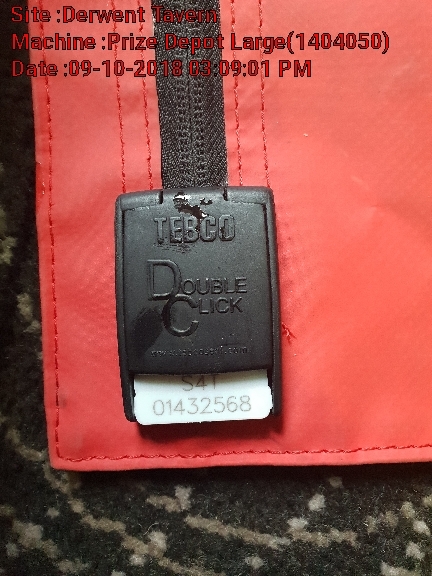 Site :Derwent Tavern
Machine :Prize Depot Large(1404050)
Date :09-10-2018 03:09:01 PM
TEBCO
DOUBLE
CLICK
S4T
01432568